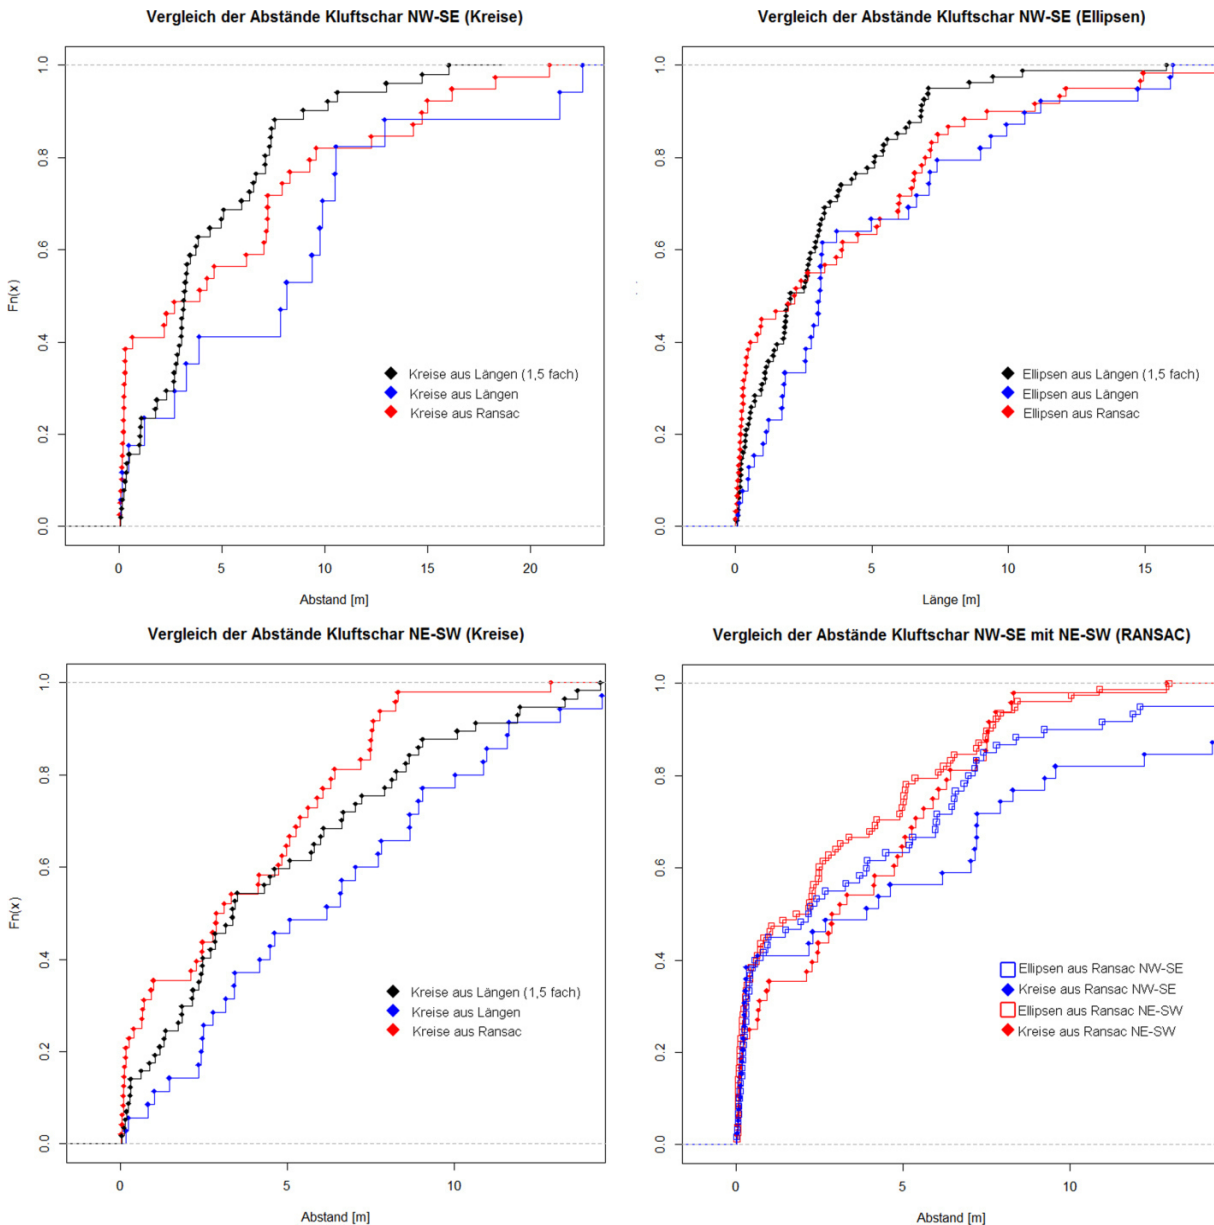 Vergleich der Abstände Kluftschar NW-SE (Kreise)
Fn(x)
1.0
0.8
0.6
0.4
0.2
0.0
Kreise aus Längen (1,5 fach)
Kreise aus Längen
Kreise aus Ransac
0 5 10 15 20
Abstand [m]
Vergleich der Abstände Kluftschar NW-SE (Ellipsen)
1.0
0.8
0.6
0.4
0.2
0.0
Ellipsen aus Längen (1,5 fach)
Ellipsen aus Längen
Ellipsen aus Ransac
0 5 10 15
Länge [m]
Vergleich der Abstände Kluftschar NE-SW (Kreise)
Fn(x)
1.0
0.8
0.6
0.4
0.2
0.0
Kreise aus Längen (1,5 fach)
Kreise aus Längen
Kreise aus Ransac
0 5 10
Abstand [m]
Vergleich der Abstände Kluftschar NW-SE mit NE-SW (RANSAC)
1.0
0.8
0.6
0.4
0.2
0.0
Ellipsen aus Ransac NW-SE
Kreise aus Ransac NW-SE
Ellipsen aus Ransac NE-SW
Kreise aus Ransac NE-SW
0 5 10
Abstand [m]